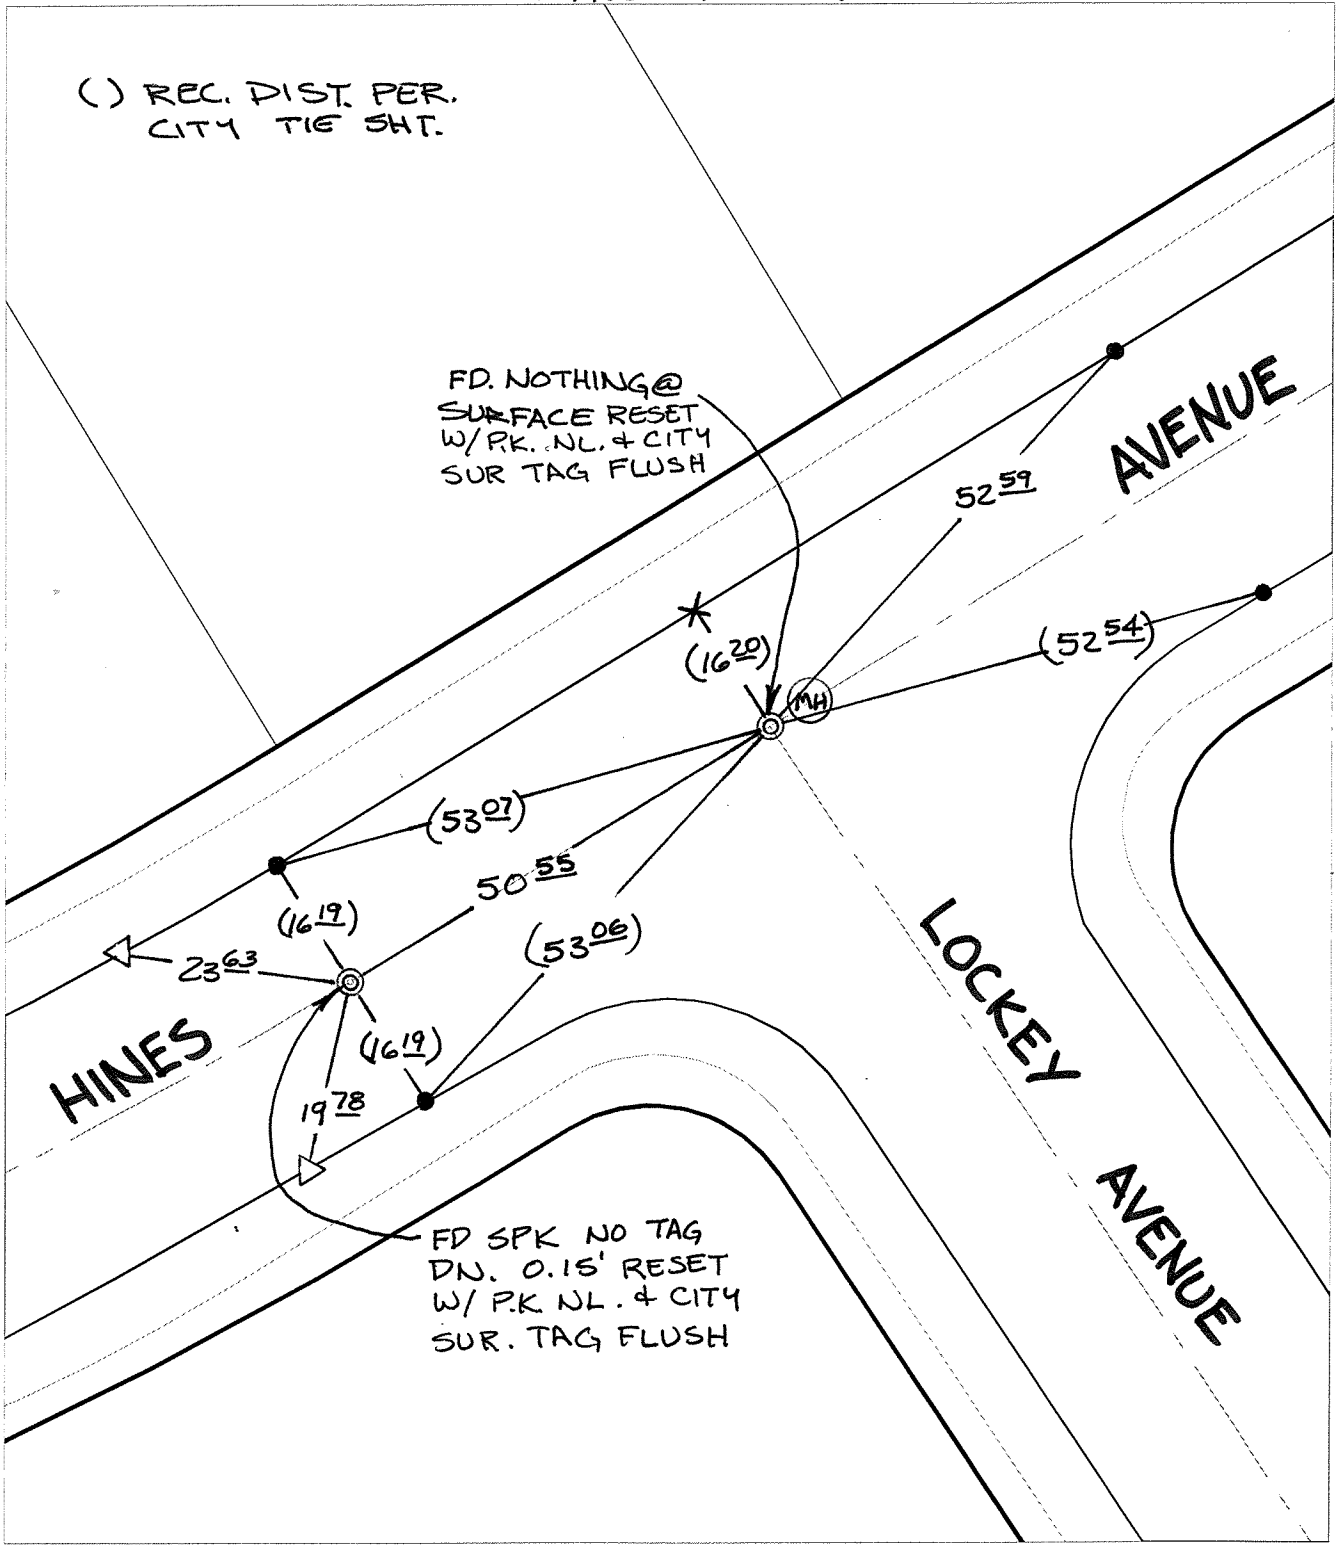 () REC. DIST. PER.
CITY TIE SHT.
FD. NOTHING @
SURFACE RESET
W/ P.K. NL. & CITY
SUR TAG FLUSH
AVENUE
52 59
(52 54)
(16 20)
MH
(53 07)
50 55
(16 19)
(53 06)
23 63
HINES
(16 19)
19 78
LOCKEY
AVENUE
FD SPK NO TAG
DN. 0.15' RESET
W/ P.K NL. & CITY
SUR. TAG FLUSH